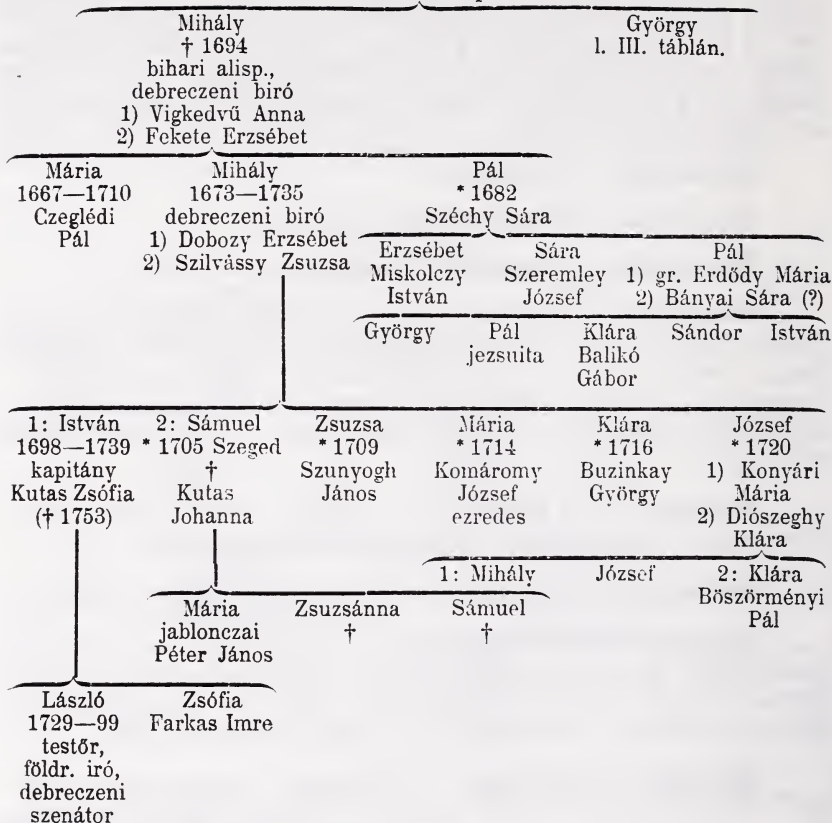 Mihály
† 1694
bihari alisp.,
debreczeni biró
1) Vigkedvű Anna
2) Fekete Erzsébet
György
l. III. táblán.
Mária
1667—1710
Czeglédi
Pál
Mihály
1673—1735
debreczeni biró
1) Dobozy Erzsébet
2) Szilvássy Zsuzsa
Pál
* 1682
Széchy Sára
Erzsébet
Miskolczy
István
Sára
Szeremley
József
Pál
1) gr. Erdődy Mária
2) Bányai Sára (?)
György
Pál
jezsuita
Klára
Balikó
Gábor
Sándor
István
1: István
1698—1739
kapitány
Kutas Zsófia
(† 1753)
2: Sámuel
* 1705 Szeged
†
Kutas
Johanna
Zsuzsa
* 1709
Szunyogh
János
Mária
* 1714
Komáromy
József
ezredes
Klára
* 1716
Buzinkay
György
József
* 1720
1) Konyári
Mária
2) Diószeghy
Klára
1: Mihály
József
2: Klára
Böszörményi
Pál
Mária
jablonczai
Péter János
Zsuzsánna
†
Sámuel
†
László
1729—99
testőr,
földr. iró,
debreczeni
szenátor
Zsófia
Farkas Imre